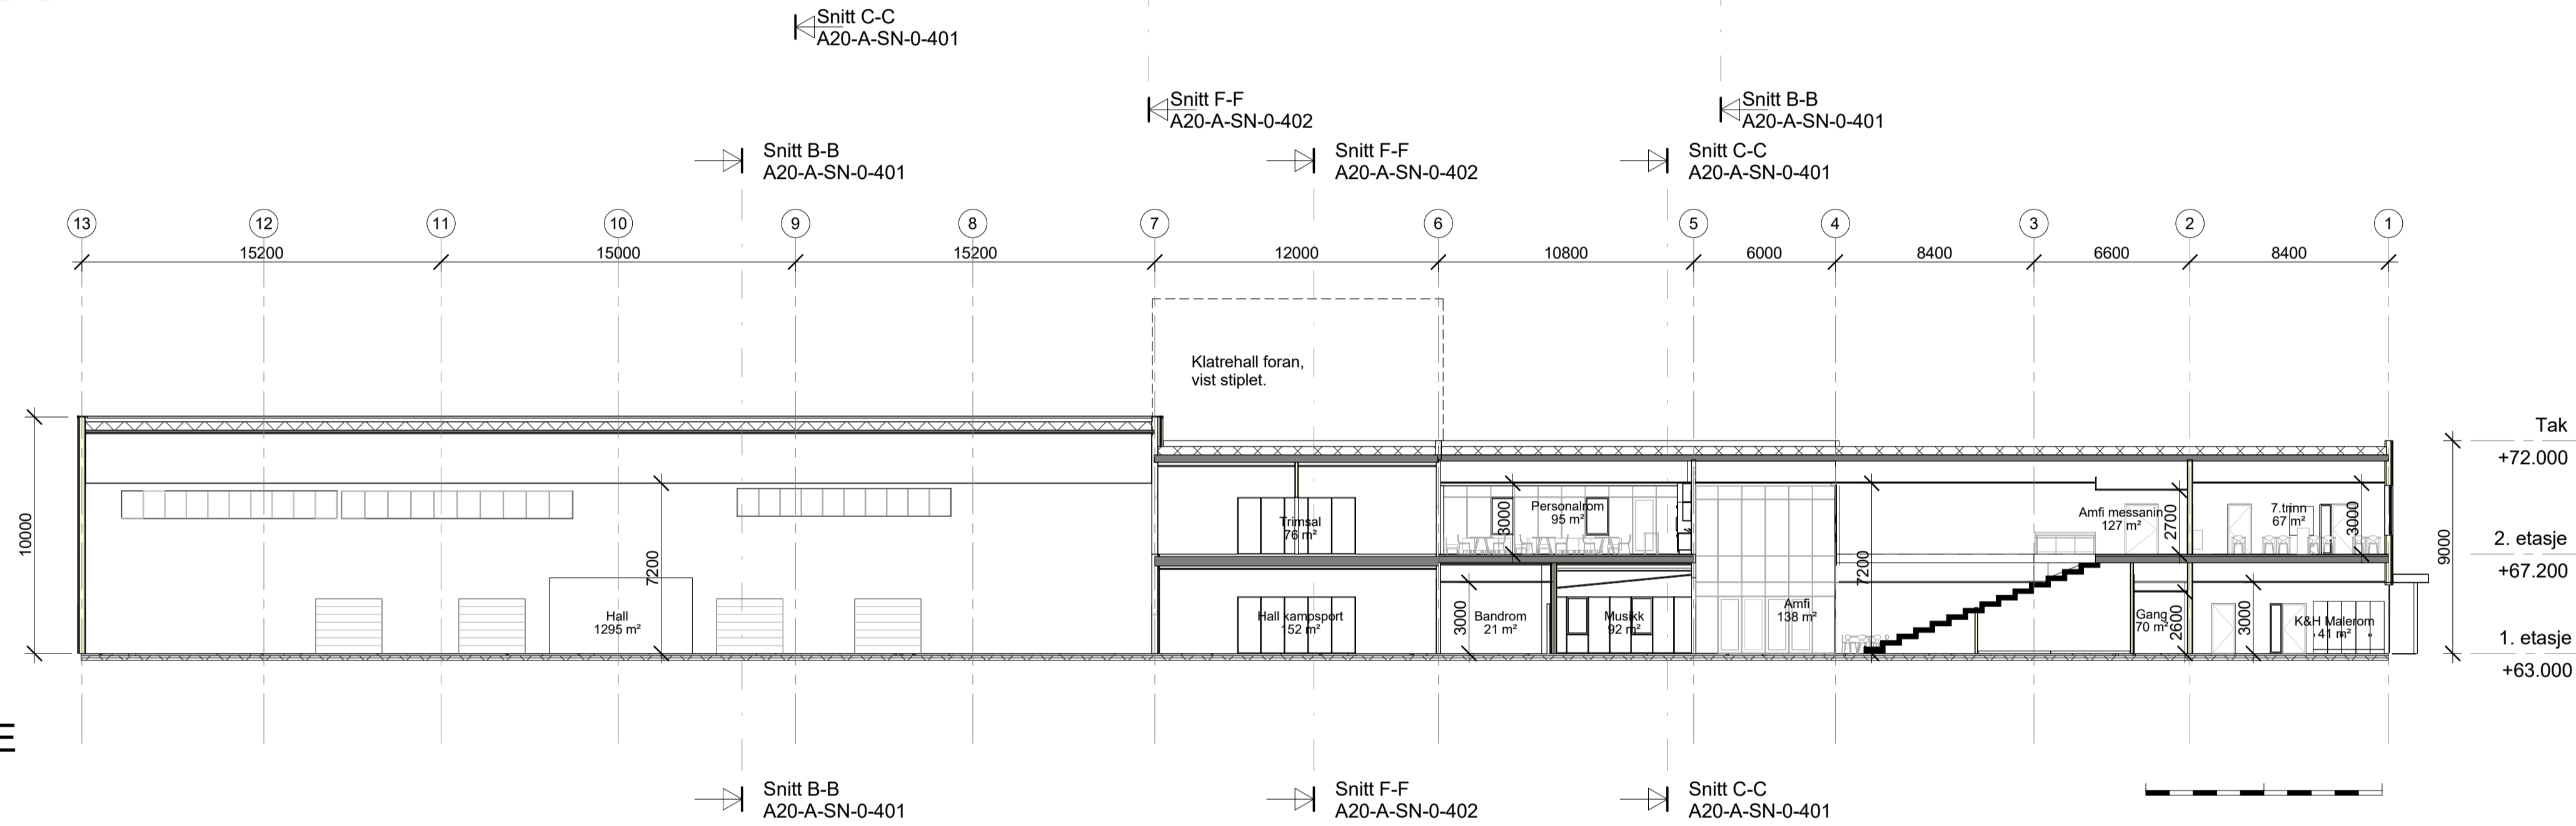 Snitt C-C
A20-A-SN-0-401
Snitt F-F
A20-A-SN-0-402
Snitt B-B
A20-A-SN-0-401
Snitt B-B
A20-A-SN-0-401
Snitt F-F
A20-A-SN-0-402
Snitt C-C
A20-A-SN-0-401
13 12 11 10 9 8 7 6 5 4 3 2 1
15200 15000 15200 12000 10800 6000 8400 6600 8400
Klatrehall foran,
vist stiplet.
10000
7200
Hall
1295 m²
Trimsal
76 m²
Hall kampsport
152 m²
3000
Personalrom
95 m²
3000
Bandrom
21 m²
Musikk
92 m²
Amfi
138 m²
7200
Amfi messanin
127 m²
2700
7.trinn
67 m²
3000
Gang
70 m²
2600
3000
K&H Malerom
41 m²
9000
Tak
+72.000
2. etasje
+67.200
1. etasje
+63.000
Snitt B-B
A20-A-SN-0-401
Snitt F-F
A20-A-SN-0-402
Snitt C-C
A20-A-SN-0-401